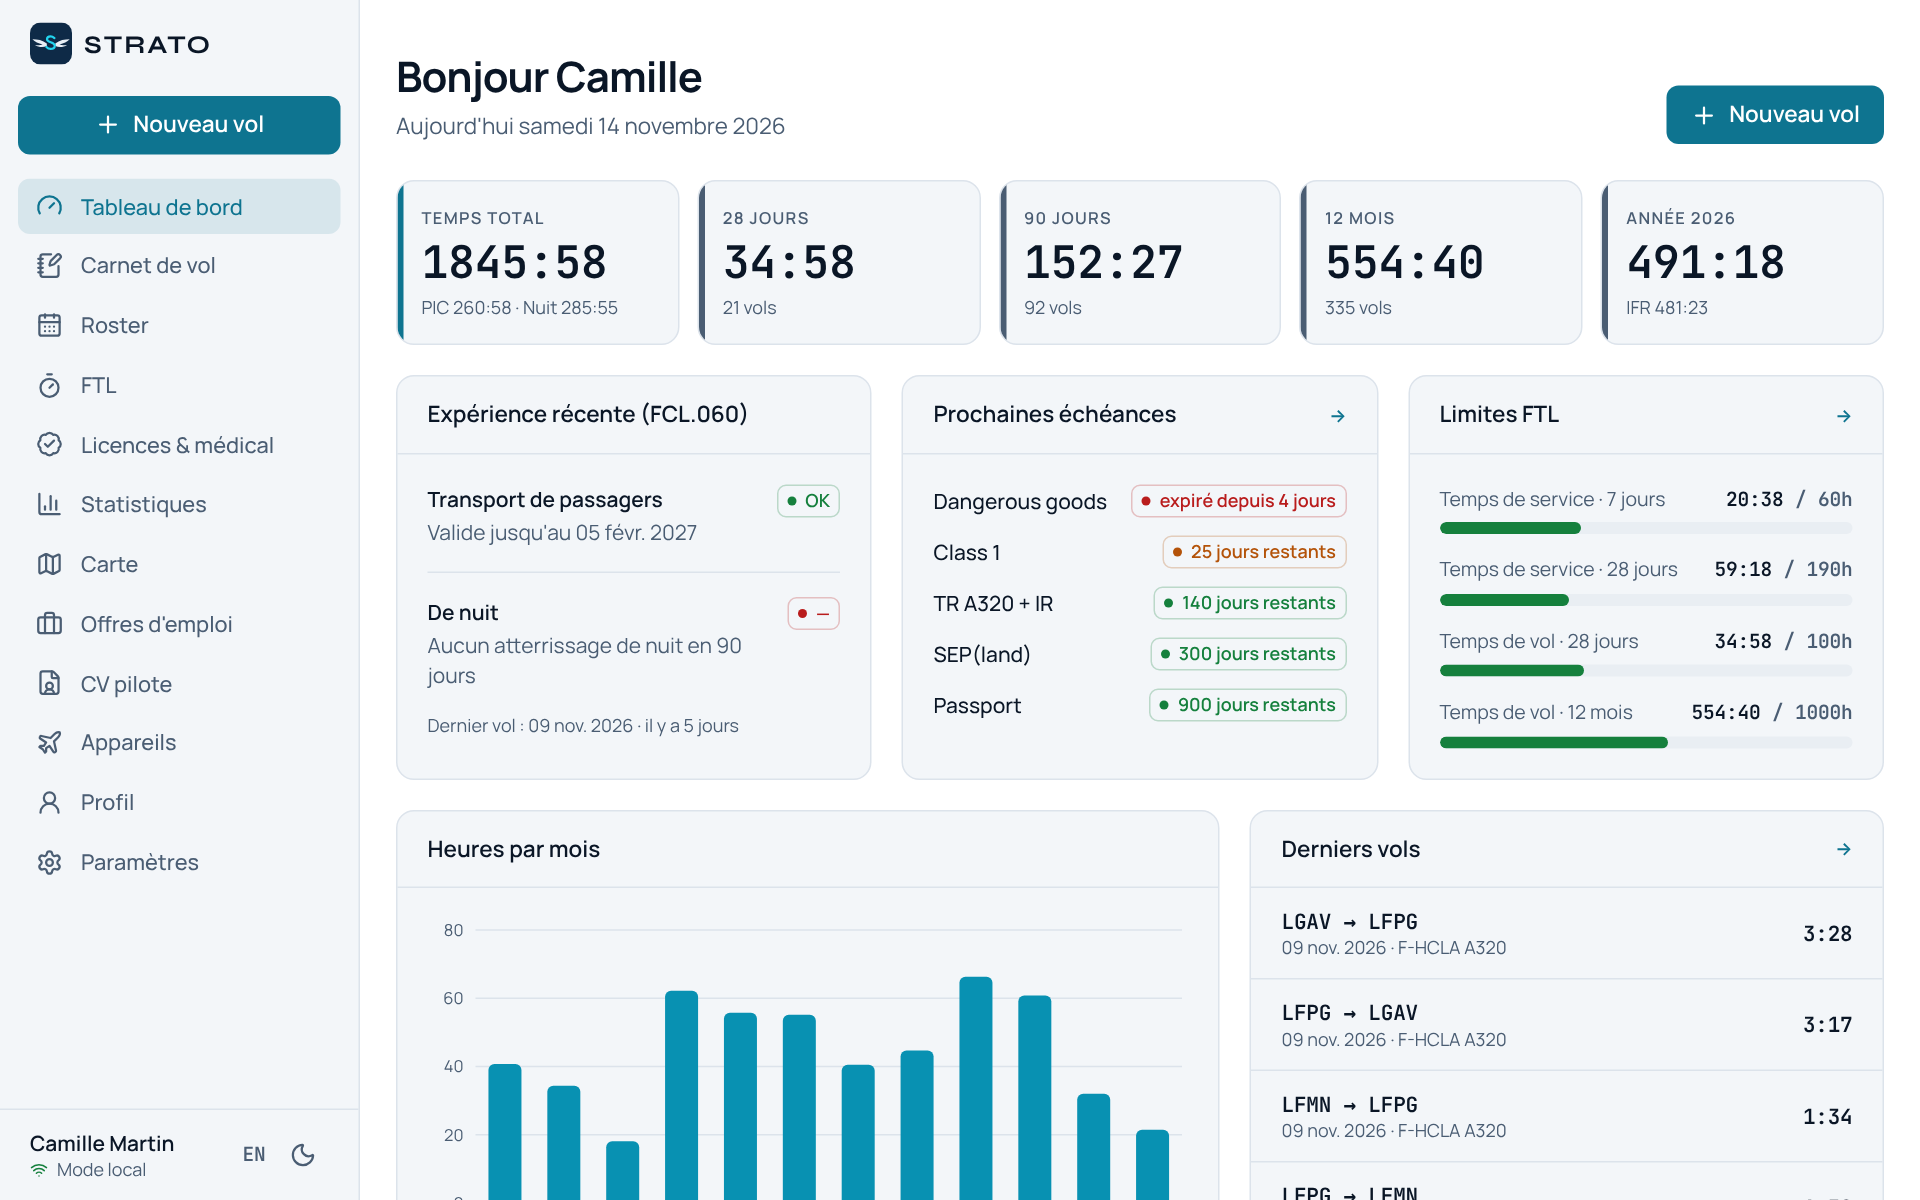 STRATO
Nouveau vol
Tableau de bord
Carnet de vol
Roster
FTL
Licences & médical
Statistiques
Carte
Offres d'emploi
CV pilote
Appareils
Profil
Paramètres
Camille Martin
Mode local
EN
Bonjour Camille
Aujourd'hui samedi 14 novembre 2026
Nouveau vol
TEMPS TOTAL
1845:58
PIC 260:58 · Nuit 285:55
28 JOURS
34:58
21 vols
90 JOURS
152:27
92 vols
12 MOIS
554:40
335 vols
ANNÉE 2026
491:18
IFR 481:23
Expérience récente (FCL.060)
Transport de passagers
OK
Valide jusqu'au 05 févr. 2027
De nuit
—
Aucun atterrissage de nuit en 90
jours
Dernier vol : 09 nov. 2026 · il y a 5 jours
Prochaines échéances →
Dangerous goods expiré depuis 4 jours
Class 1 25 jours restants
TR A320 + IR 140 jours restants
SEP(land) 300 jours restants
Passport 900 jours restants
Limites FTL →
Temps de service · 7 jours 20:38 / 60h
Temps de service · 28 jours 59:18 / 190h
Temps de vol · 28 jours 34:58 / 100h
Temps de vol · 12 mois 554:40 / 1000h
Heures par mois
80
60
40
20
Derniers vols →
LGAV → LFPG
09 nov. 2026 · F-HCLA A320
3:28
LFPG → LGAV
09 nov. 2026 · F-HCLA A320
3:17
LFMN → LFPG
09 nov. 2026 · F-HCLA A320
1:34
LFPG → LFMN